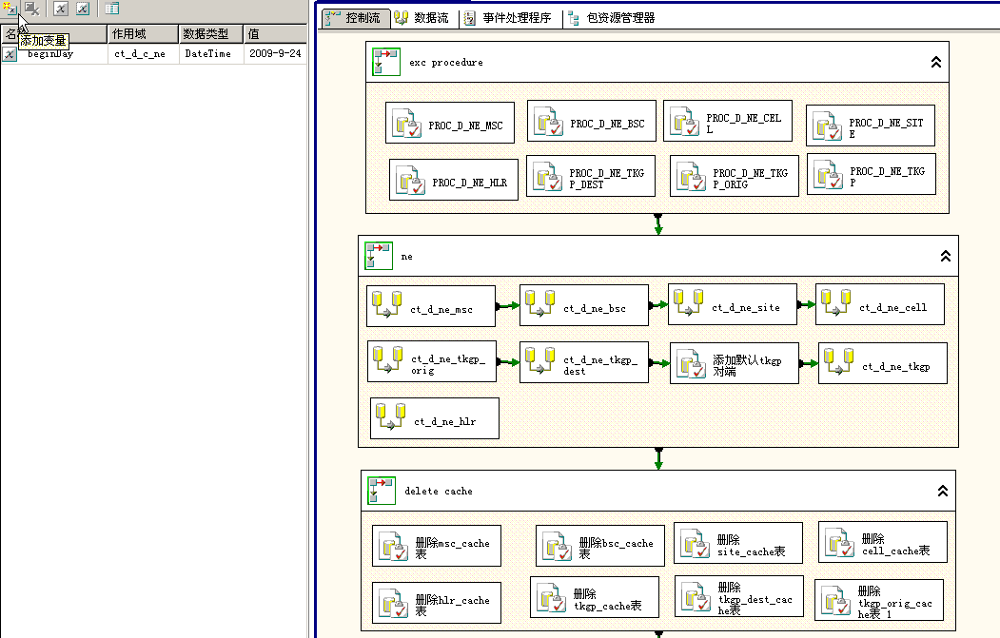 控制流
数据流
事件处理程序
包资源管理器
作用域
数据类型
值
添加变量
beginDay
ct_d_c_ne
DateTime
2009-9-24
exc procedure
PROC_D_NE_MSC
PROC_D_NE_BSC
PROC_D_NE_CEL
L
PROC_D_NE_SIT
E
PROC_D_NE_HLR
PROC_D_NE_TKG
P_DEST
PROC_D_NE_TKG
P_ORIG
PROC_D_NE_TKG
P
ne
ct_d_ne_msc
ct_d_ne_bsc
ct_d_ne_site
ct_d_ne_cell
ct_d_ne_tkgp_
orig
ct_d_ne_tkgp_
dest
添加默认tkgp
对端
ct_d_ne_tkgp
ct_d_ne_hlr
delete cache
删除msc_cache
表
删除bsc_cache
表
删除
site_cache表
删除
cell_cache表
删除hlr_cache
表
删除
tkgp_cache表
删除
tkgp_dest_ca
che表
删除
tkgp_orig_cac
he表 1